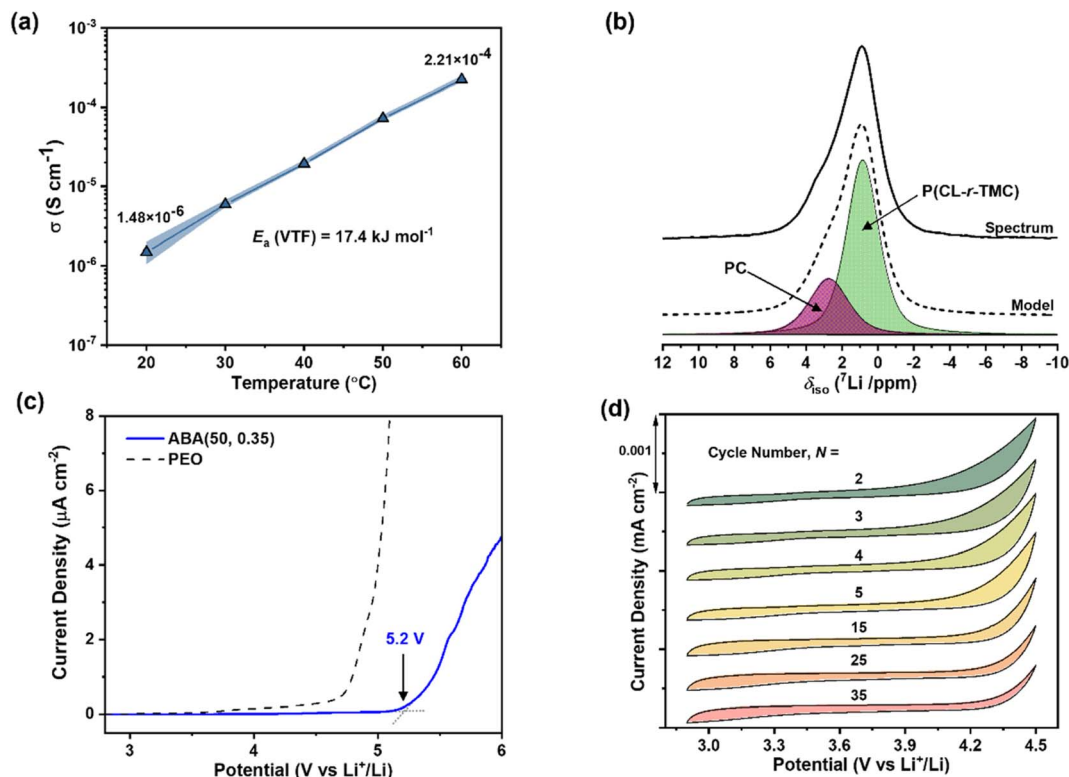 (a)
10⁻³
10⁻⁴
10⁻⁵
10⁻⁶
10⁻⁷
σ (S cm⁻¹)
2.21×10⁻⁴
1.48×10⁻⁶
Eₐ (VTF) = 17.4 kJ mol⁻¹
20 30 40 50 60
Temperature (°C)
(b)
P(CL-r-TMC)
Spectrum
PC
Model
12 10 8 6 4 2 0 -2 -4 -6 -8 -10
δiso (⁷Li /ppm)
(c)
8
6
4
2
0
Current Density (μA cm⁻²)
ABA(50, 0.35)
PEO
5.2 V
3 4 5 6
Potential (V vs Li⁺/Li)
(d)
0.001
Current Density (mA cm⁻²)
Cycle Number, N =
2
3
4
5
15
25
35
3.0 3.3 3.6 3.9 4.2 4.5
Potential (V vs Li⁺/Li)